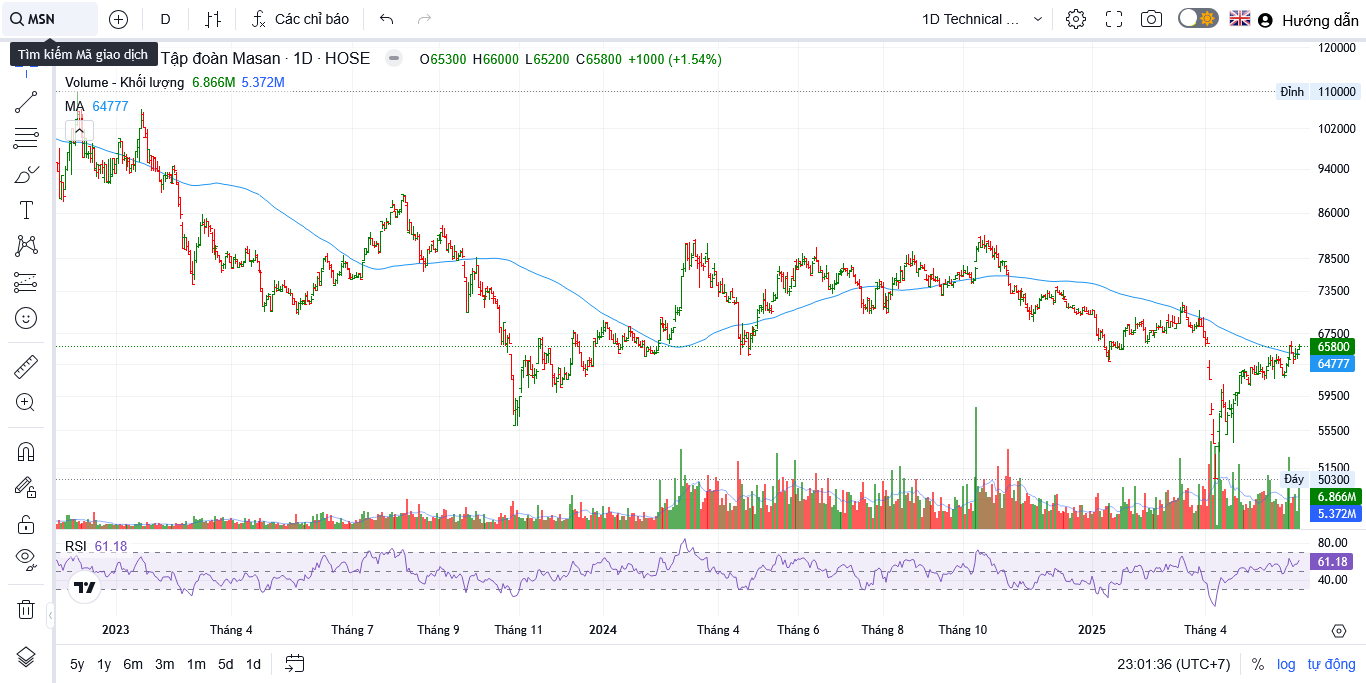 MSN
D
Các chỉ báo
1D Technical ...
Hướng dẫn
Tìm kiếm Mã giao dịch
Tập đoàn Masan · 1D · HOSE
O65300 H66000 L65200 C65800 +1000 (+1.54%)
Volume - Khối lượng 6.866M 5.372M
MA 64777
120000
Đỉnh 110000
102000
94000
86000
78500
73500
67500
65800
64777
59500
55500
51500
Đáy 50300
6.866M
5.372M
RSI 61.18
80.00
61.18
40.00
2023 Tháng 4 Tháng 7 Tháng 9 Tháng 11 2024 Tháng 4 Tháng 6 Tháng 8 Tháng 10 2025 Tháng 4
5y 1y 6m 3m 1m 5d 1d
23:01:36 (UTC+7) % log tự động